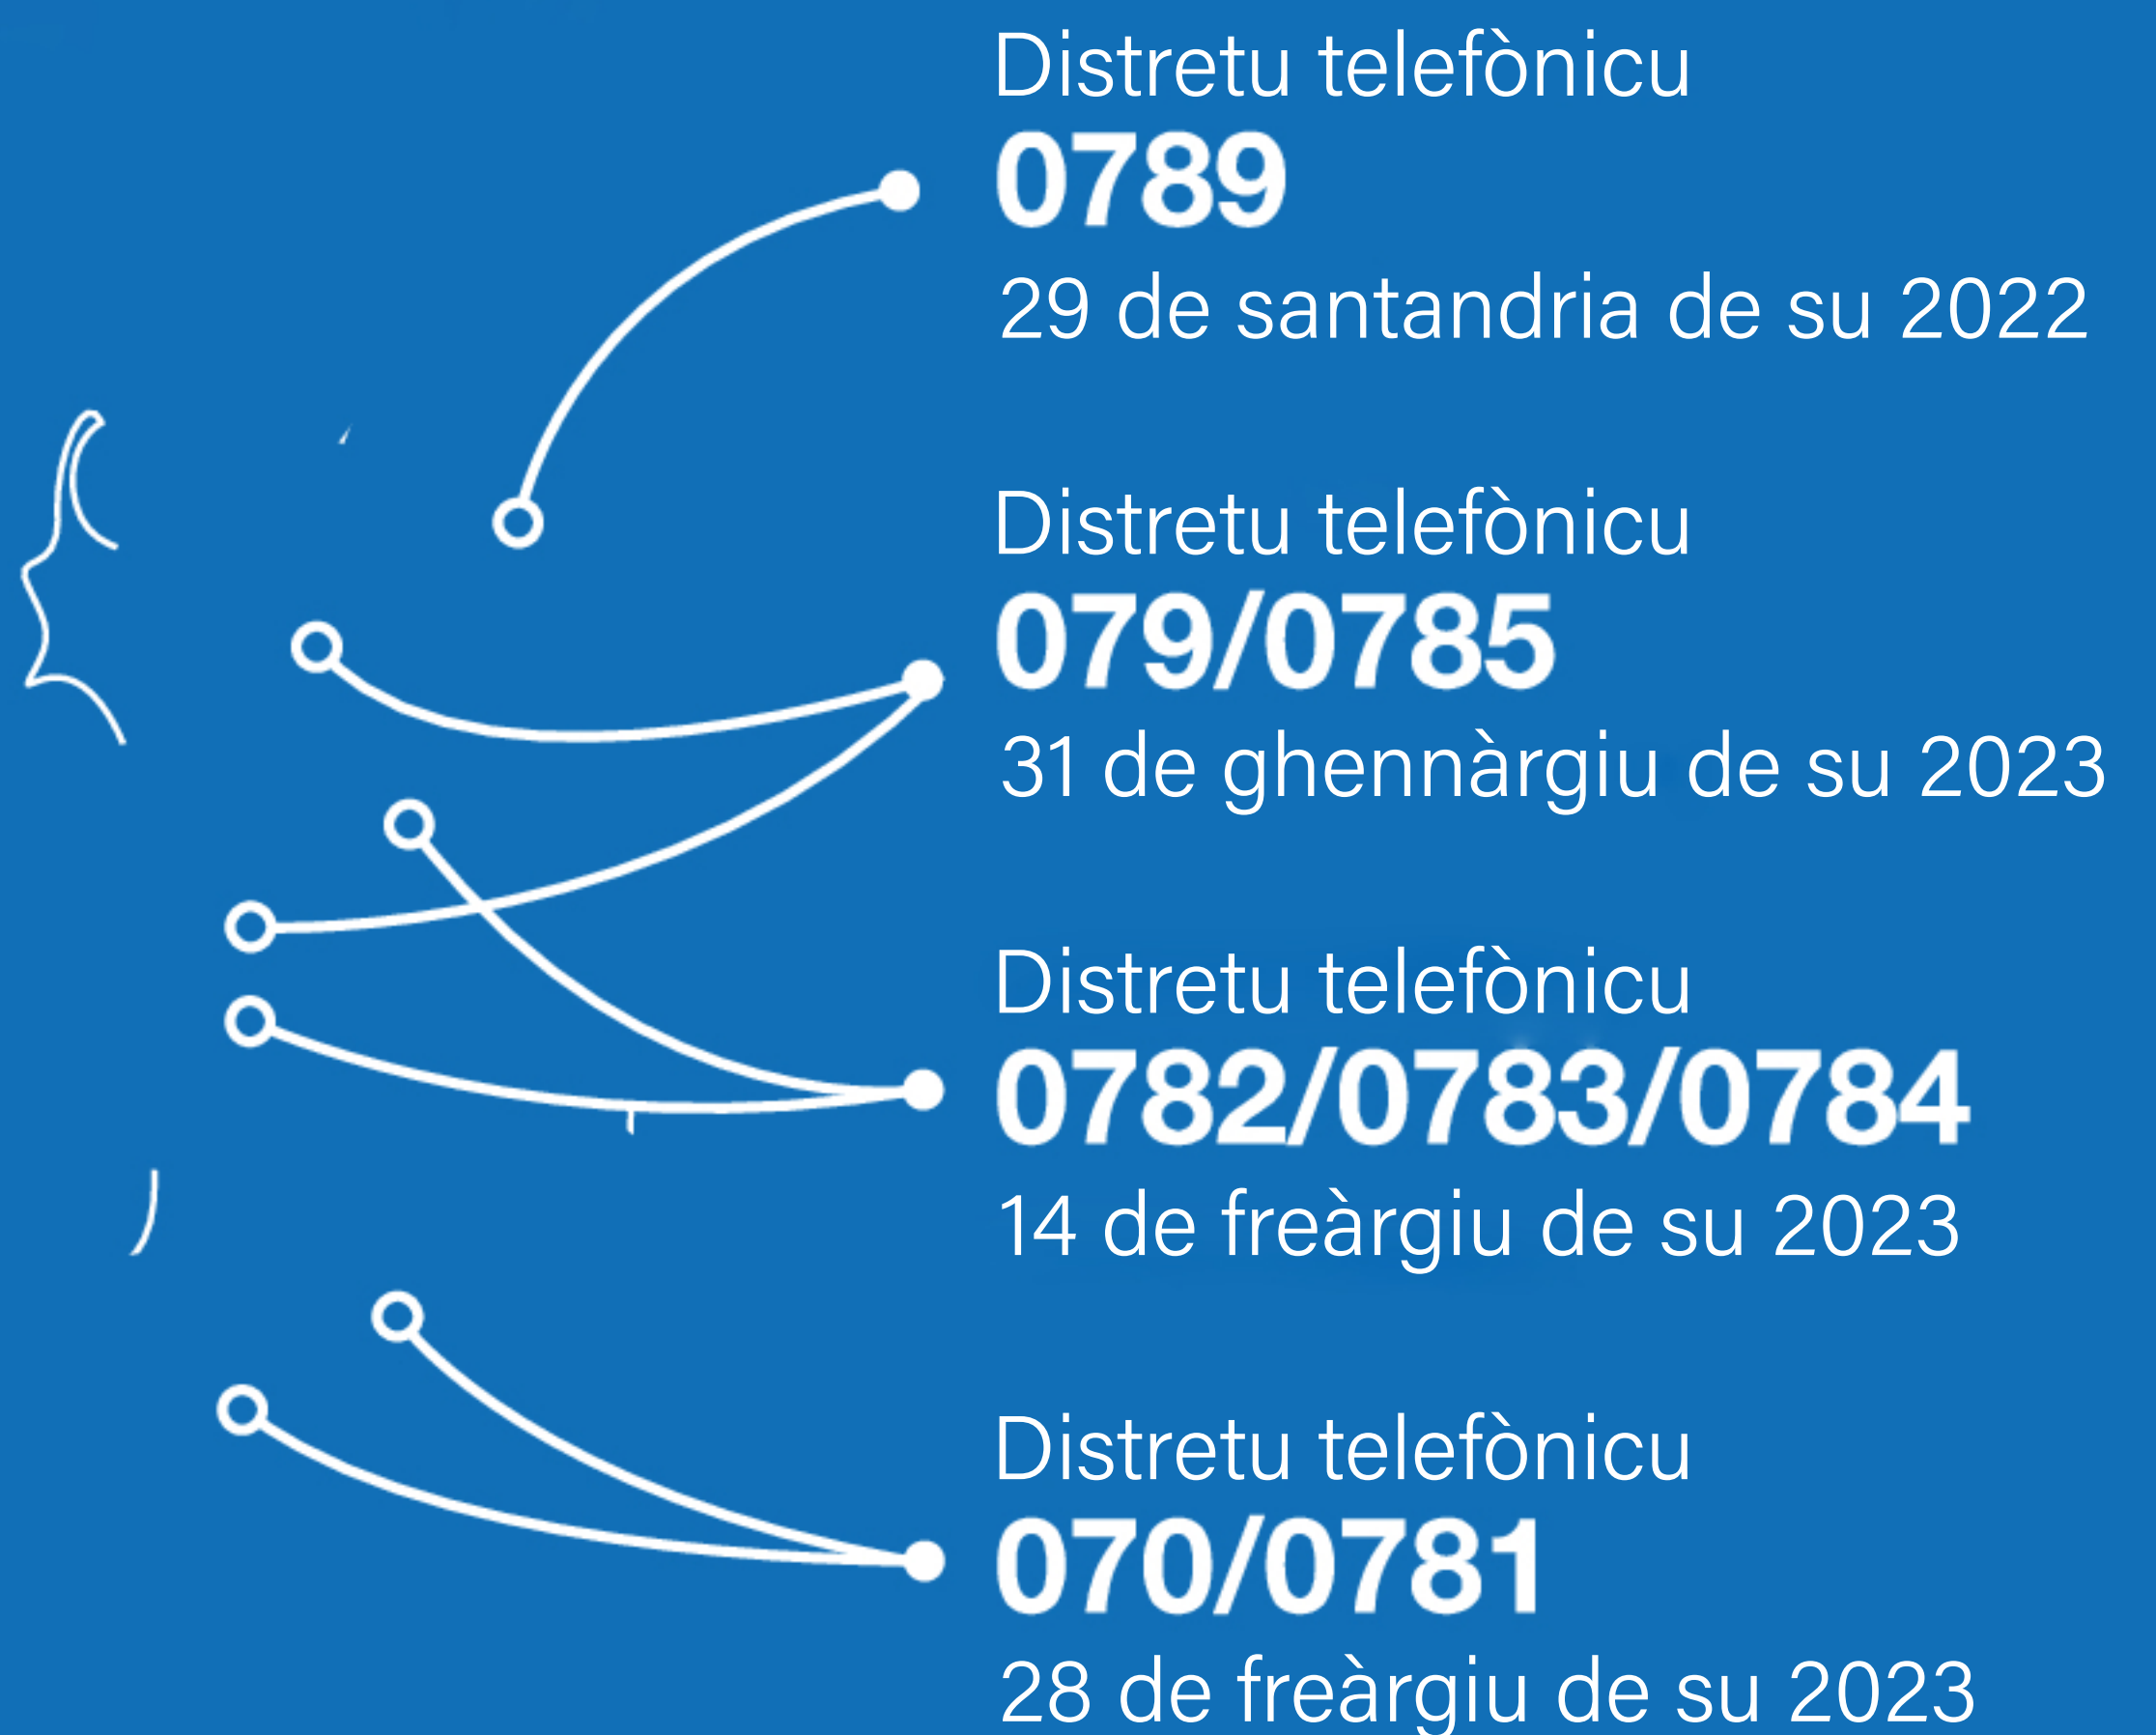 Distretu telefònicu
0789
29 de santandria de su 2022
Distretu telefònicu
079/0785
31 de ghennàrgiu de su 2023
Distretu telefònicu
0782/0783/0784
14 de freàrgiu de su 2023
Distretu telefònicu
070/0781
28 de freàrgiu de su 2023